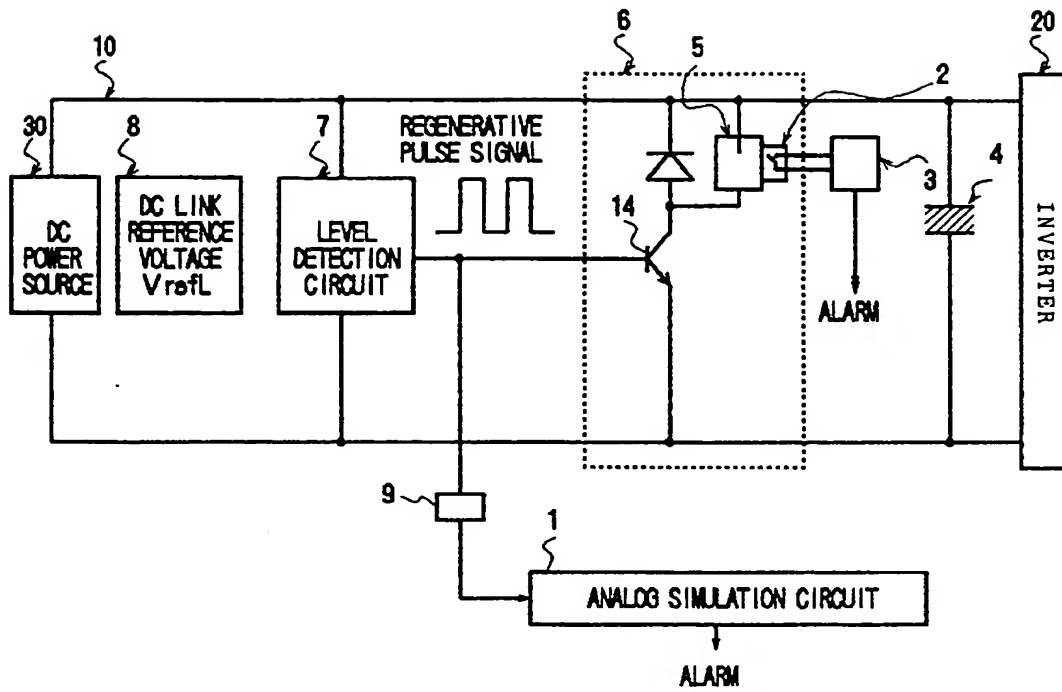 6
20
10
5
2
30
8
7
REGENERATIVE
PULSE SIGNAL
3
4
DC
POWER
SOURCE
DC LINK
REFERENCE
VOLTAGE
VrefL
LEVEL
DETECTION
CIRCUIT
14
INVERTER
ALARM
9
1
ANALOG SIMULATION CIRCUIT
ALARM